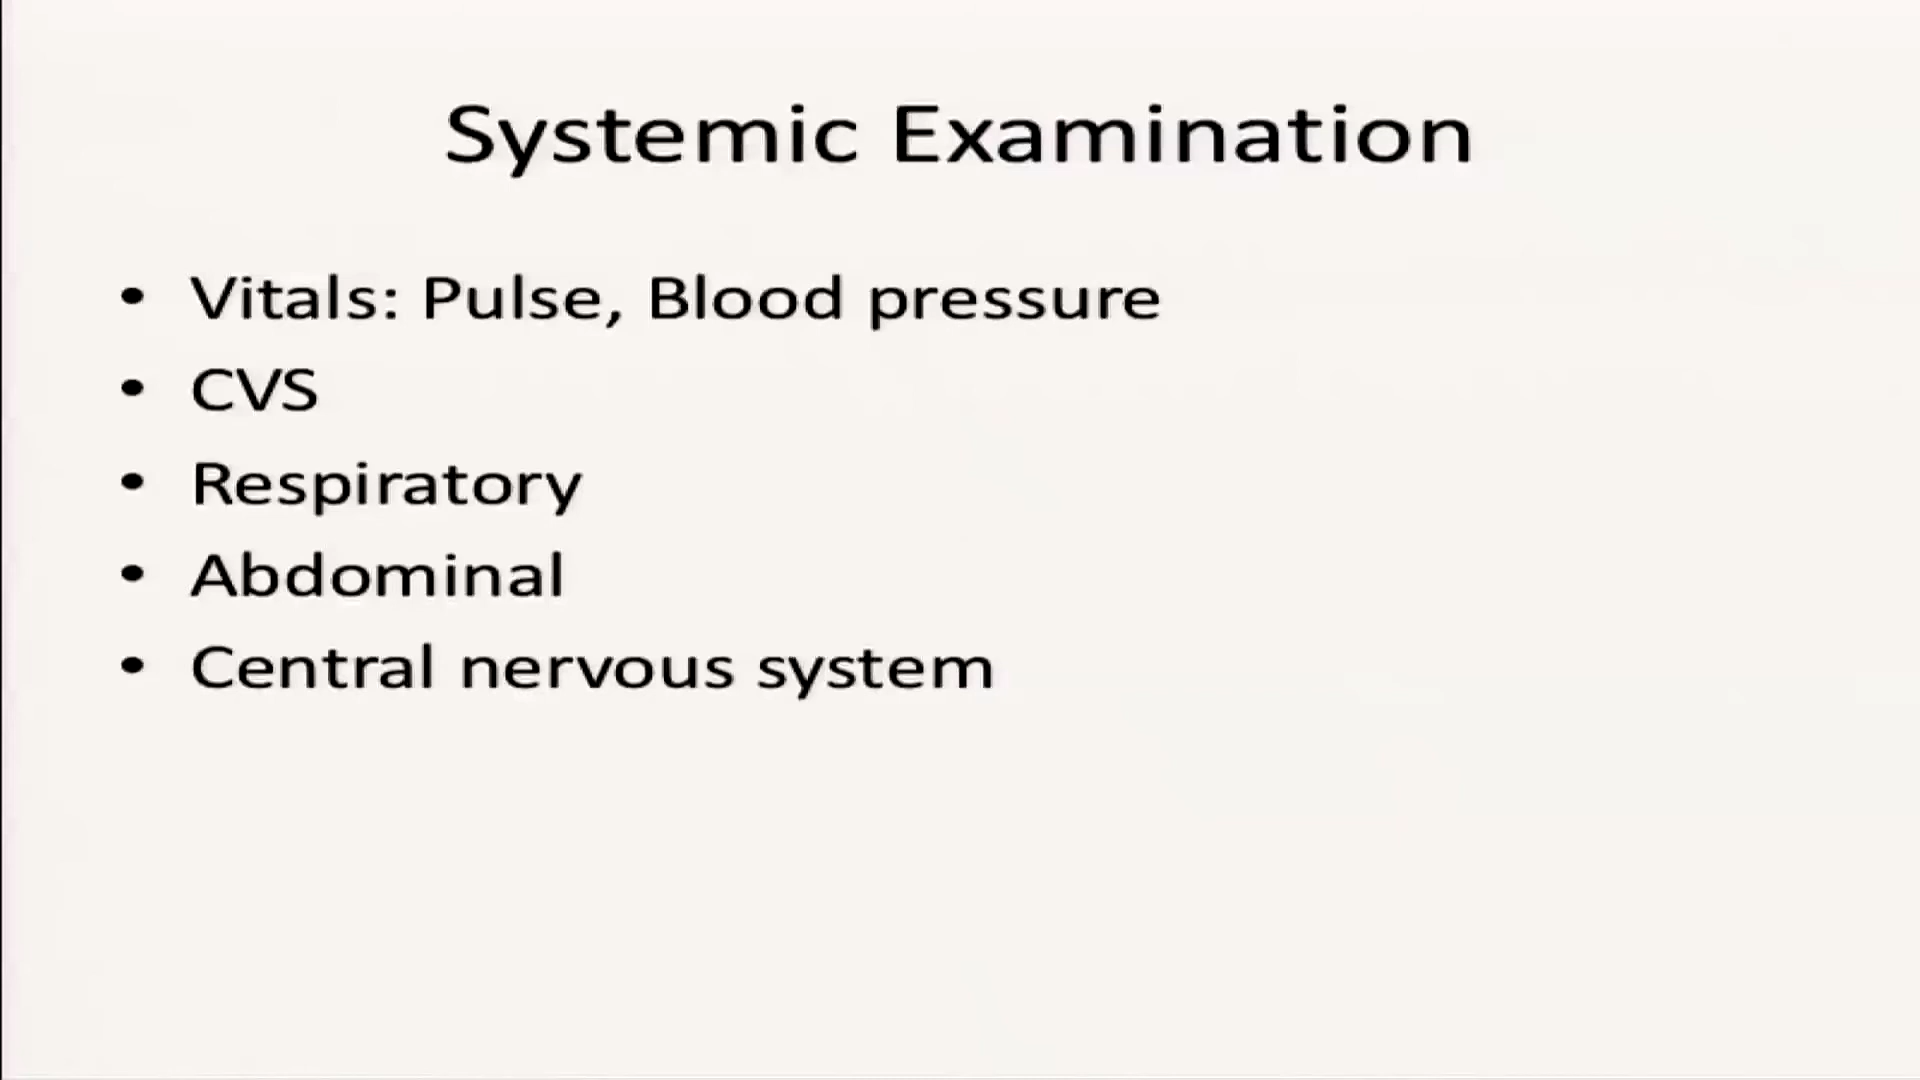 Systemic Examination
• Vitals: Pulse, Blood pressure
• CVS
• Respiratory
• Abdominal
• Central nervous system